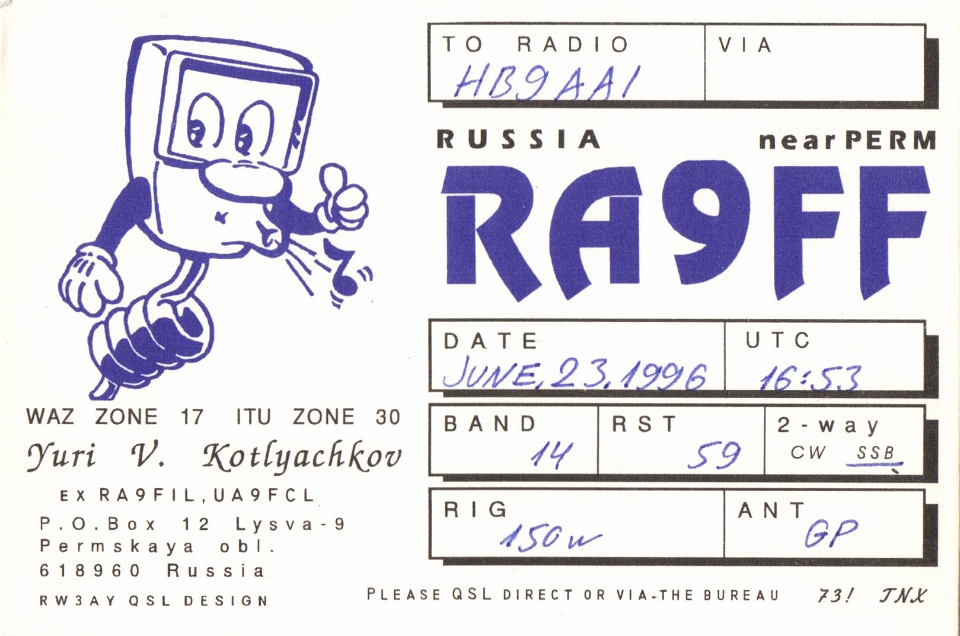 TO RADIO VIA
HB9AAI
RUSSIA near PERM
RA9FF
DATE UTC
JUNE, 23, 1996 16:53
BAND RST 2-way
14 59 CW SSB
RIG ANT
150w GP
WAZ ZONE 17 ITU ZONE 30
Yuri V. Kotlyachkov
EX RA9FIL, UA9FCL
P.O.Box 12 Lysva-9
Permskaya obl.
618960 Russia
RW3AY QSL DESIGN
PLEASE QSL DIRECT OR VIA-THE BUREAU 73! TNX